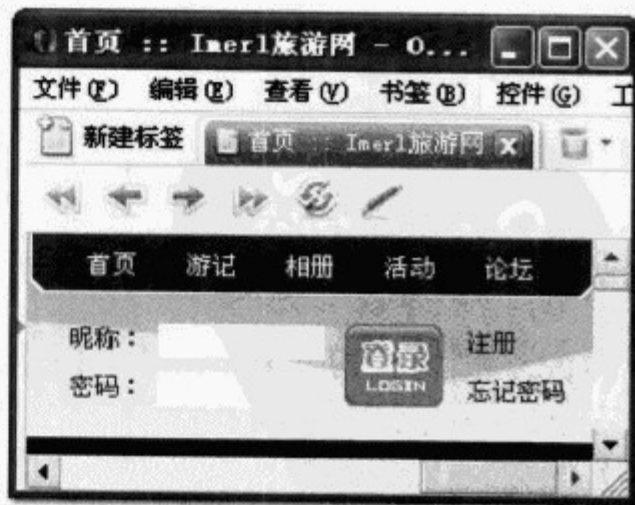 首页 :: Imerl旅游网 - O...
文件(F) 编辑(E) 查看(V) 书签(B) 控件(G) 工
新建标签 首页 :: Imerl旅游网
首页 游记 相册 活动 论坛
昵称： 登录 LOGIN 注册
密码： 忘记密码